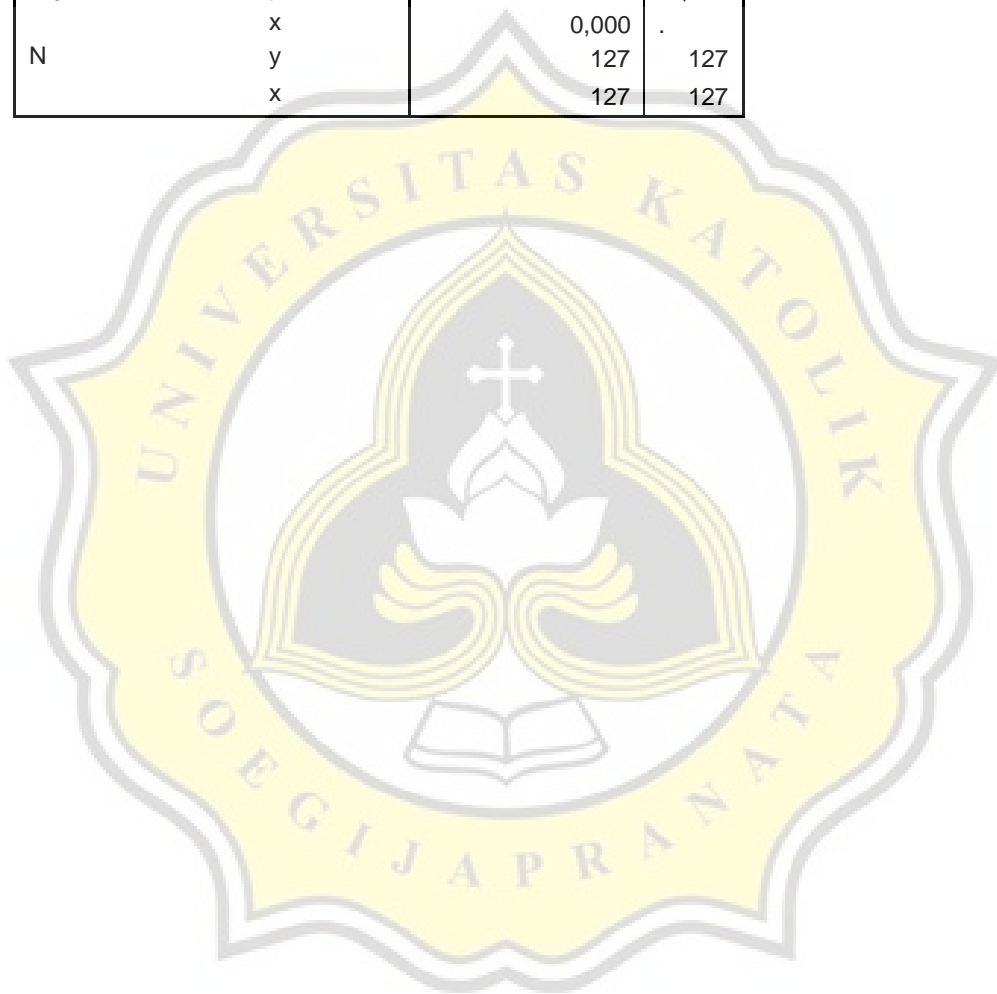 x 0,000 .
N y 127 127
x 127 127
UNIVERSITAS KATOLIK
SOEGIJAPRANATA